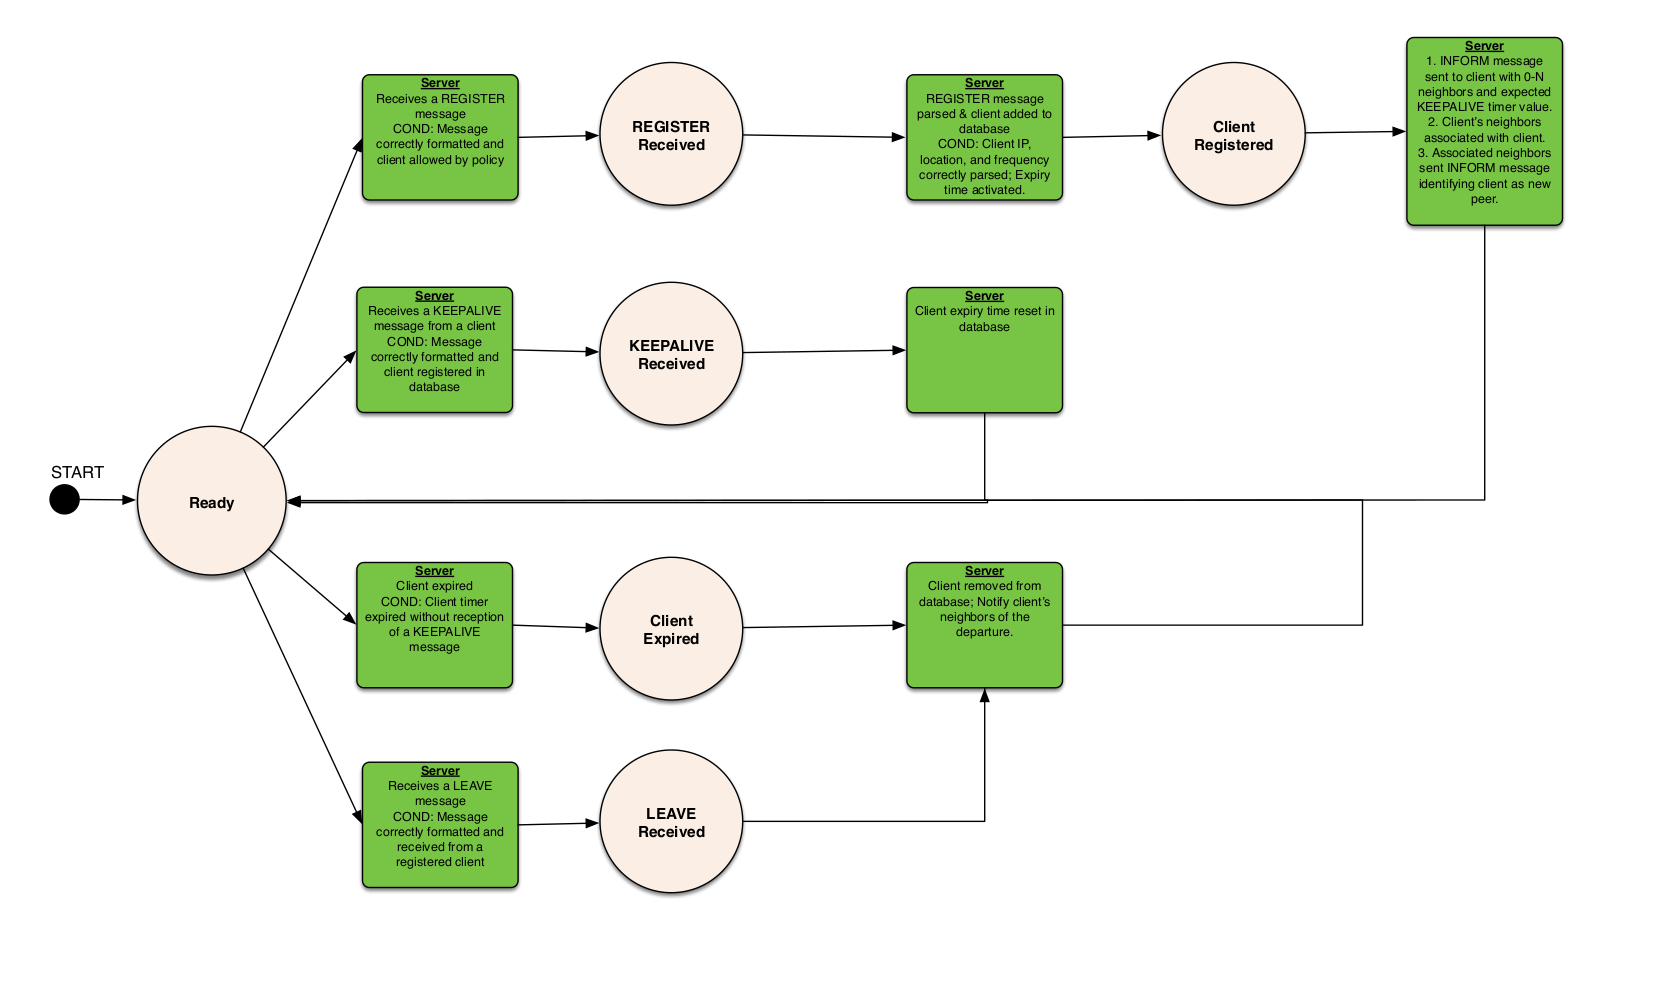 Server
Receives a REGISTER
message
COND: Message
correctly formatted and
client allowed by policy
REGISTER
Received
Server
REGISTER message
parsed & client added to
database
COND: Client IP,
location, and frequency
correctly parsed; Expiry
time activated.
Client
Registered
Server
1. INFORM message
sent to client with 0-N
neighbors and expected
KEEPALIVE timer value.
2. Client's neighbors
associated with client.
3. Associated neighbors
sent INFORM message
identifying client as new
peer.
Server
Receives a KEEPALIVE
message from a client
COND: Message
correctly formatted and
client registered in
database
KEEPALIVE
Received
Server
Client expiry time reset in
database
START
Ready
Server
Client expired
COND: Client timer
expired without reception
of a KEEPALIVE
message
Client
Expired
Server
Client removed from
database; Notify client's
neighbors of the
departure.
Server
Receives a LEAVE
message
COND: Message
correctly formatted and
received from a
registered client
LEAVE
Received